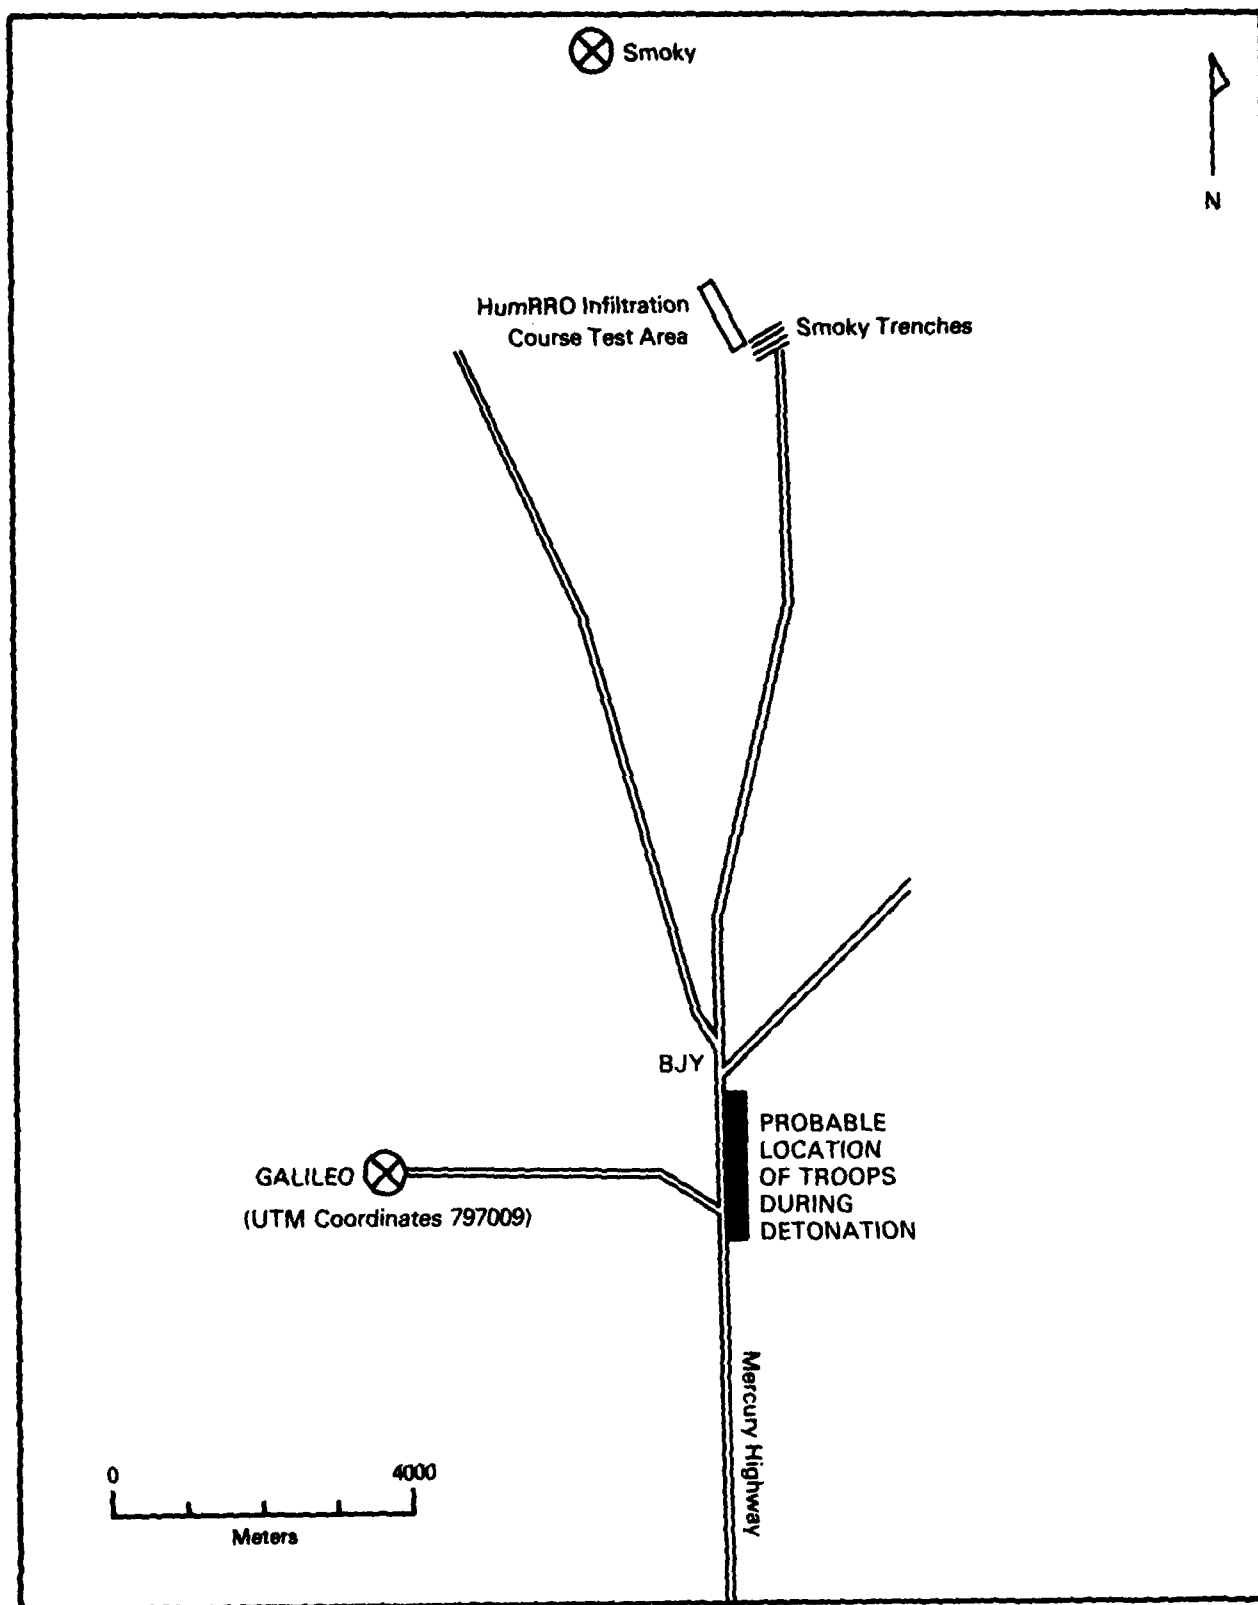 Smoky
N
HumRRO Infiltration
Course Test Area
Smoky Trenches
BJY
PROBABLE
LOCATION
OF TROOPS
DURING
DETONATION
GALILEO
(UTM Coordinates 797009)
Mercury Highway
0 4000
Meters